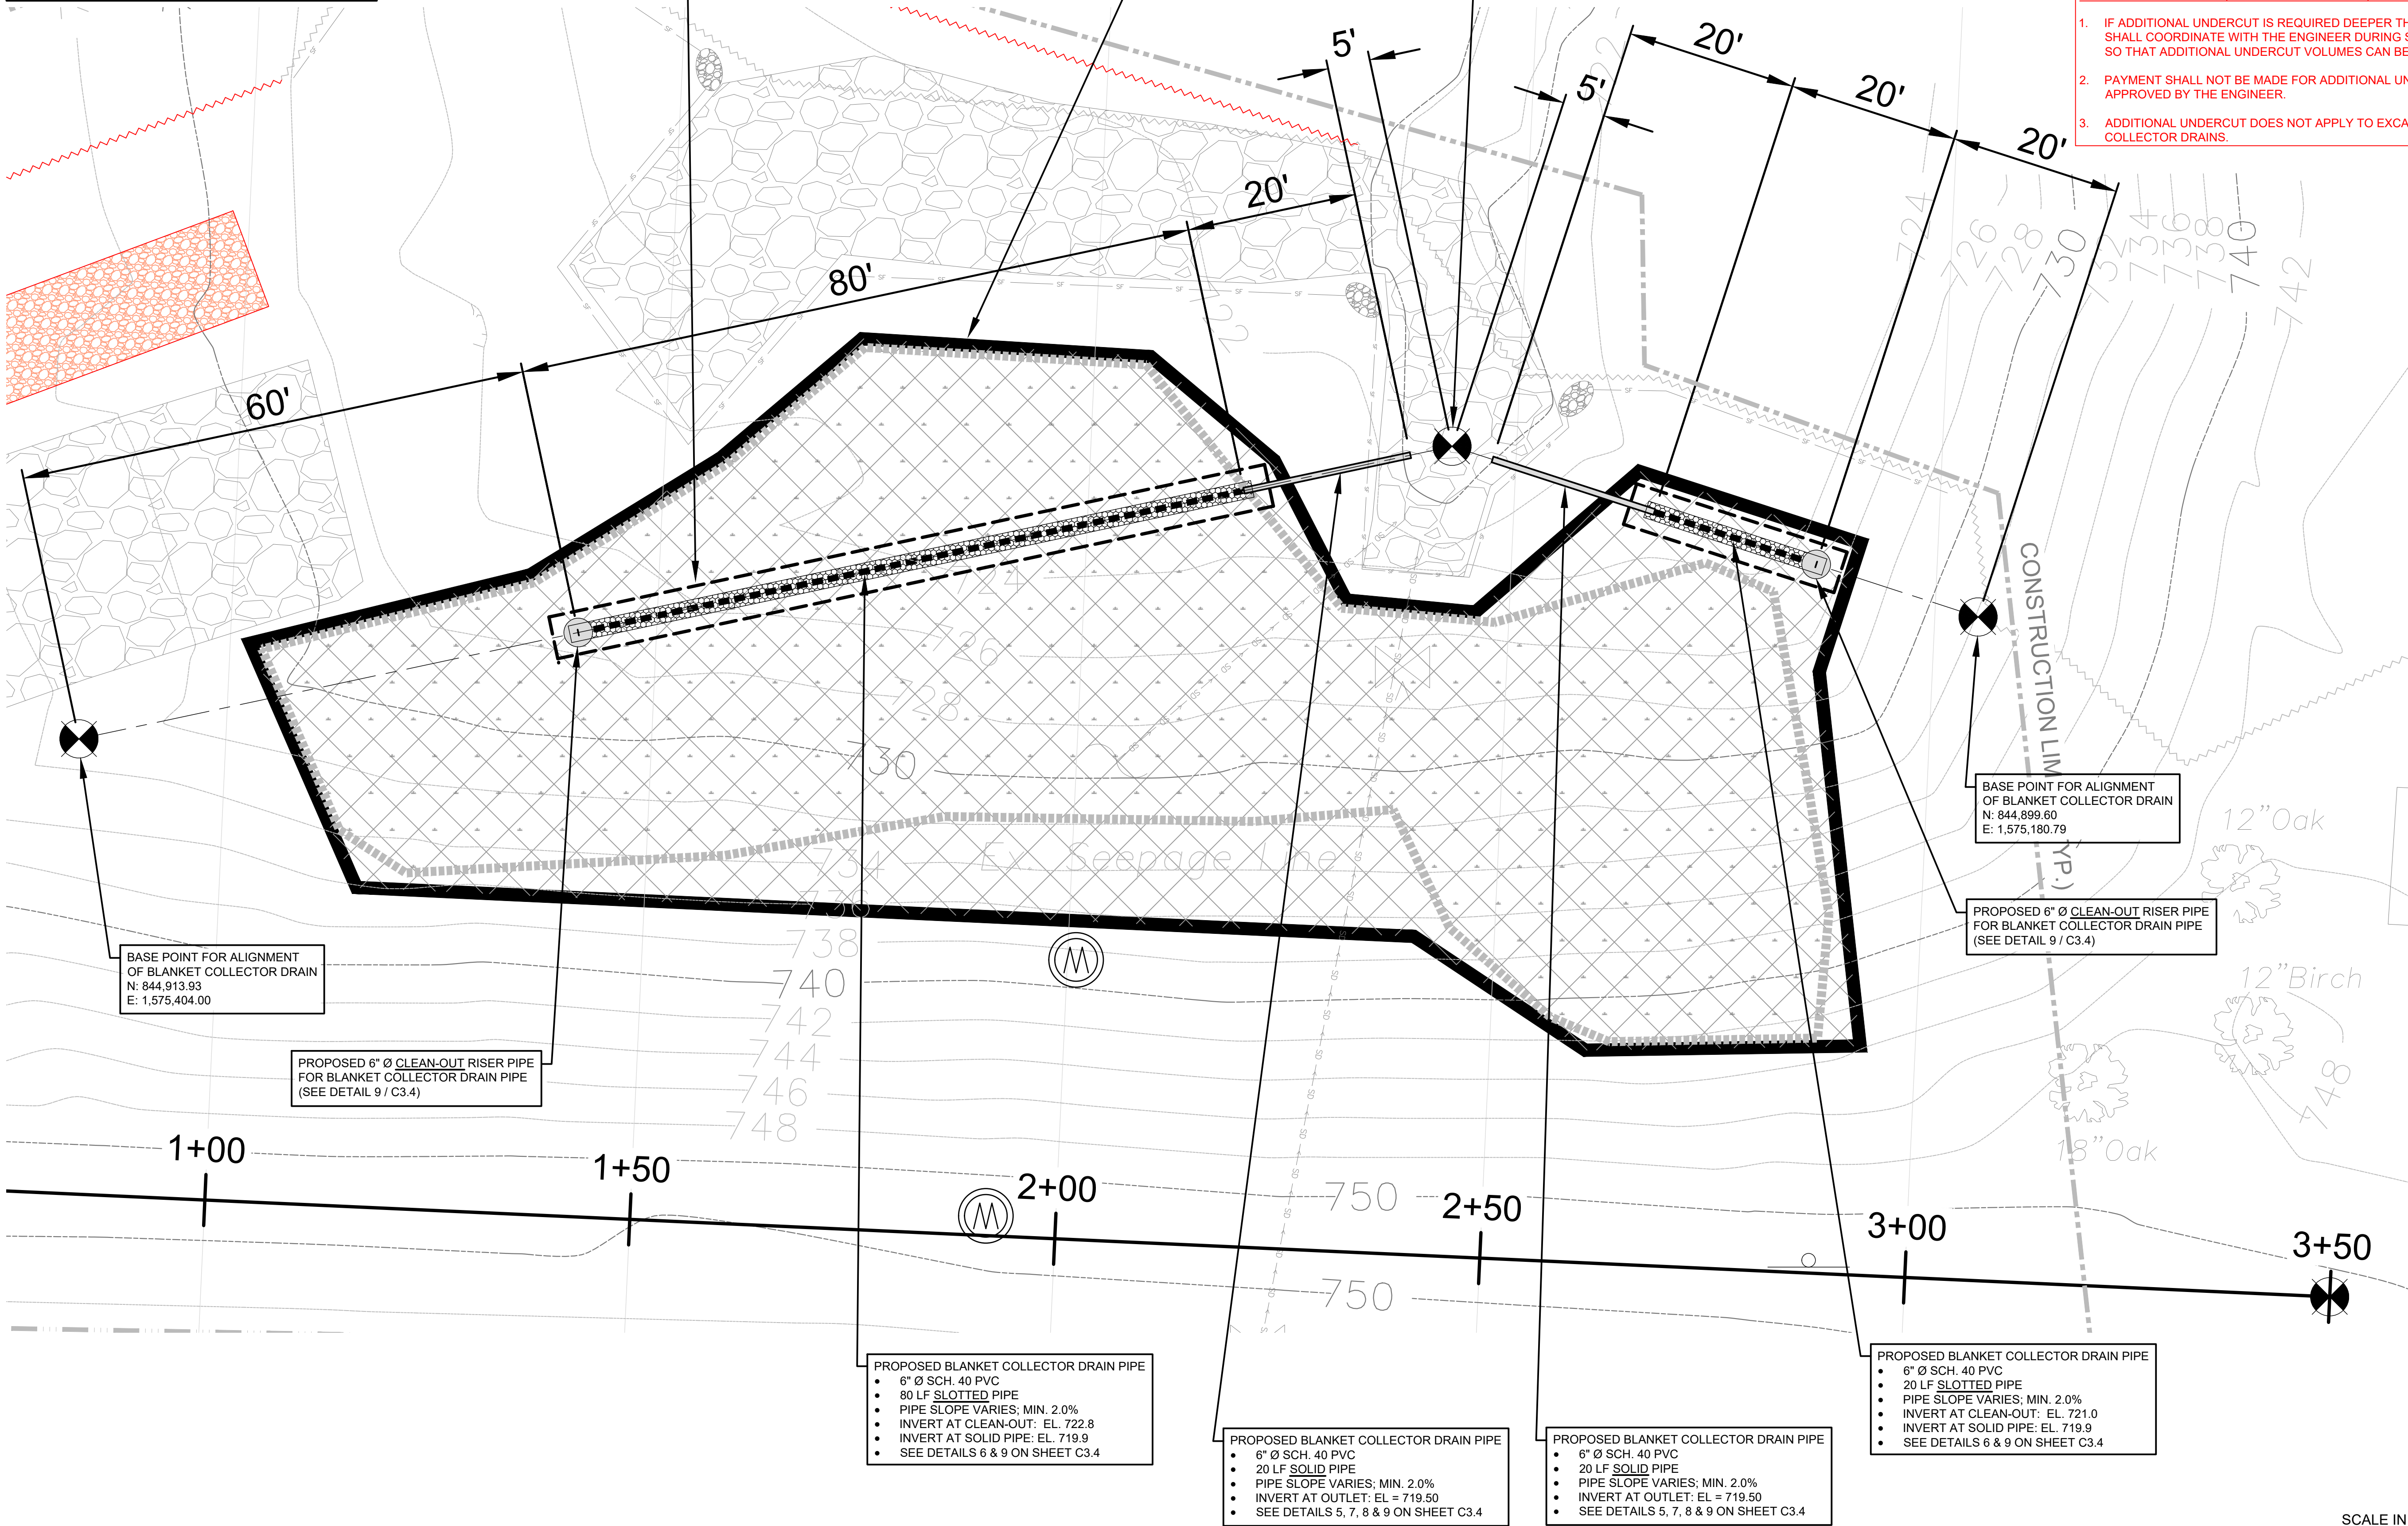 1. IF ADDITIONAL UNDERCUT IS REQUIRED DEEPER
SHALL COORDINATE WITH THE ENGINEER DURING
SO THAT ADDITIONAL UNDERCUT VOLUMES CAN BE
2. PAYMENT SHALL NOT BE MADE FOR ADDITIONAL
APPROVED BY THE ENGINEER.
3. ADDITIONAL UNDERCUT DOES NOT APPLY TO
COLLECTOR DRAINS.
5'
5'
20'
20'
20'
20'
80'
60'
722
724
726
728
730
732
734
736
738
740
742
724
726
728
730
734
736
738
740
742
744
746
748
750
750
748
Ex. Seepage Line
CONSTRUCTION
12"Oak
12"Birch
18"Oak
BASE POINT FOR ALIGNMENT
OF BLANKET COLLECTOR DRAIN
N: 844,899.60
E: 1,575,180.79
PROPOSED 6" Ø CLEAN-OUT RISER PIPE
FOR BLANKET COLLECTOR DRAIN PIPE
(SEE DETAIL 9 / C3.4)
BASE POINT FOR ALIGNMENT
OF BLANKET COLLECTOR DRAIN
N: 844,913.93
E: 1,575,404.00
PROPOSED 6" Ø CLEAN-OUT RISER PIPE
FOR BLANKET COLLECTOR DRAIN PIPE
(SEE DETAIL 9 / C3.4)
1+00
1+50
2+00
2+50
3+00
3+50
PROPOSED BLANKET COLLECTOR DRAIN PIPE
• 6" Ø SCH. 40 PVC
• 80 LF SLOTTED PIPE
• PIPE SLOPE VARIES; MIN. 2.0%
• INVERT AT CLEAN-OUT: EL. 722.8
• INVERT AT SOLID PIPE: EL. 719.9
• SEE DETAILS 6 & 9 ON SHEET C3.4
PROPOSED BLANKET COLLECTOR DRAIN PIPE
• 6" Ø SCH. 40 PVC
• 20 LF SOLID PIPE
• PIPE SLOPE VARIES; MIN. 2.0%
• INVERT AT OUTLET: EL = 719.50
• SEE DETAILS 5, 7, 8 & 9 ON SHEET C3.4
PROPOSED BLANKET COLLECTOR DRAIN PIPE
• 6" Ø SCH. 40 PVC
• 20 LF SOLID PIPE
• PIPE SLOPE VARIES; MIN. 2.0%
• INVERT AT OUTLET: EL = 719.50
• SEE DETAILS 5, 7, 8 & 9 ON SHEET C3.4
PROPOSED BLANKET COLLECTOR DRAIN PIPE
• 6" Ø SCH. 40 PVC
• 20 LF SLOTTED PIPE
• PIPE SLOPE VARIES; MIN. 2.0%
• INVERT AT CLEAN-OUT: EL. 721.0
• INVERT AT SOLID PIPE: EL. 719.9
• SEE DETAILS 6 & 9 ON SHEET C3.4
SCALE IN